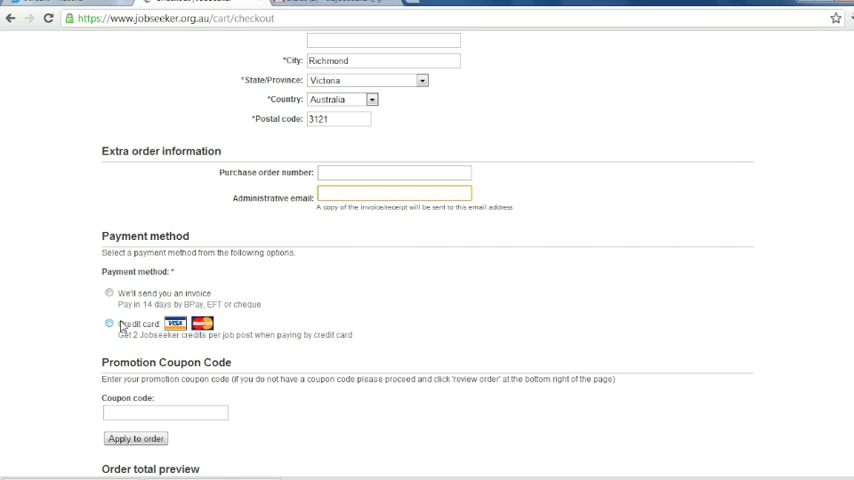 https://www.jobseeker.org.au/cart/checkout
*City: Richmond
*State/Province: Victoria
*Country: Australia
*Postal code: 3121
Extra order information
Purchase order number:
Administrative email:
A copy of the invoice/receipt will be sent to this email address
Payment method
Select a payment method from the following options.
Payment method: *
We'll send you an invoice
Pay in 14 days by BPay, EFT or cheque
card: VISA MasterCard
Get 2 Jobseeker credits per job post when paying by credit card
Promotion Coupon Code
Enter your promotion coupon code (if you do not have a coupon code please proceed and click 'review order' at the bottom right of the page)
Coupon code:
Apply to order
Order total preview